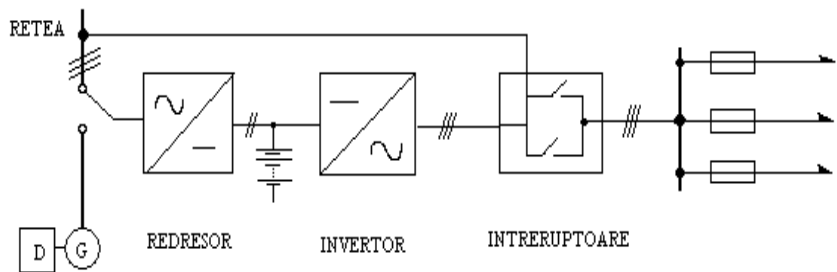 RETEA
D
G
REDRESOR
INVERTOR
INTRERUPTOARE